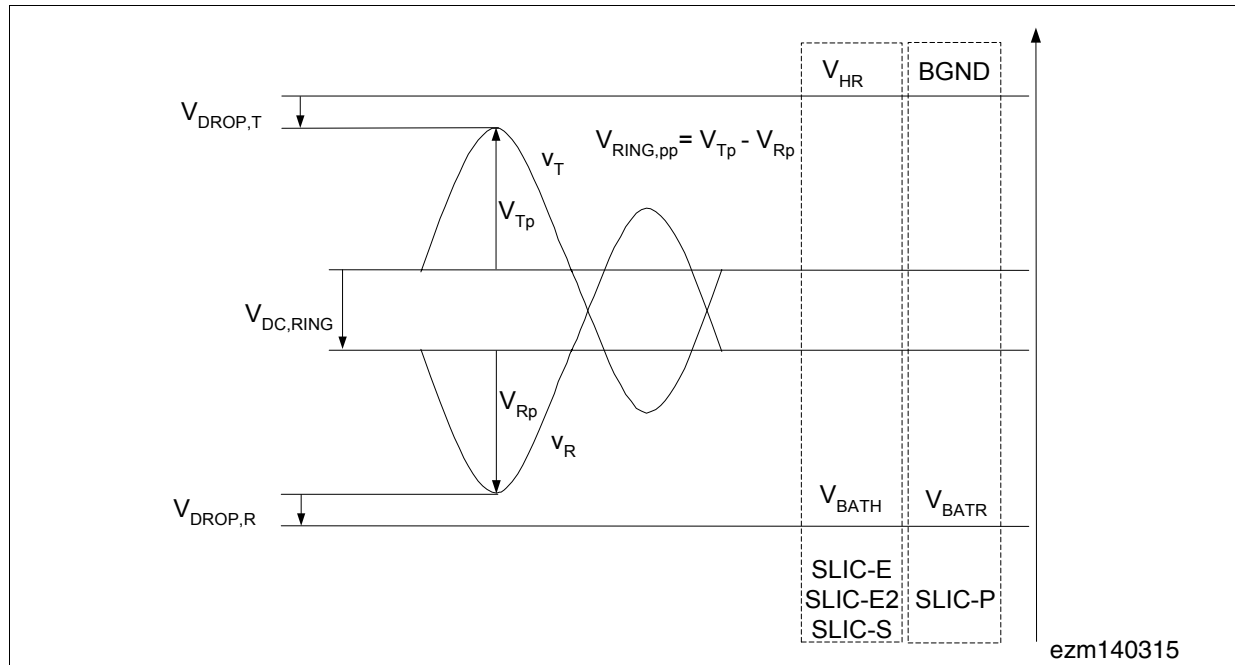 V_HR BGND
V_DROP,T
V_RING,pp = V_Tp - V_Rp
v_T
V_Tp
V_DC,RING
V_Rp
v_R
V_BATH V_BATR
V_DROP,R
SLIC-E
SLIC-E2 SLIC-P
SLIC-S
ezm140315